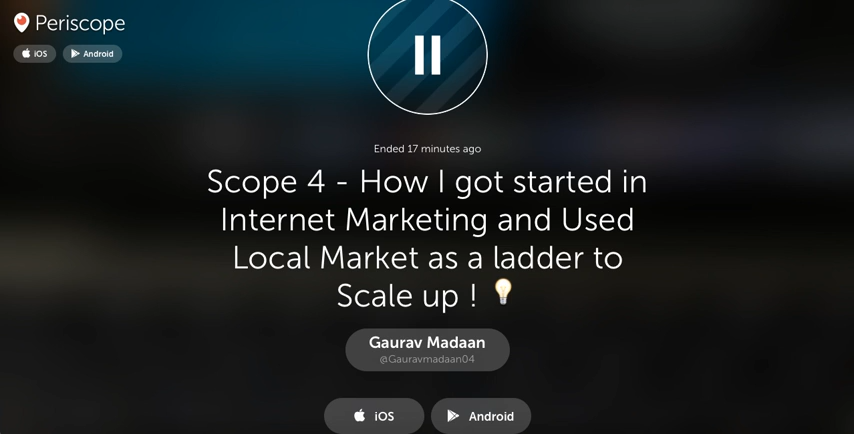 Periscope
iOS Android
Ended 17 minutes ago
Scope 4 - How I got started in
Internet Marketing and Used
Local Market as a ladder to
Scale up ! 💡
Gaurav Madaan
@Gauravmadaan04
iOS Android